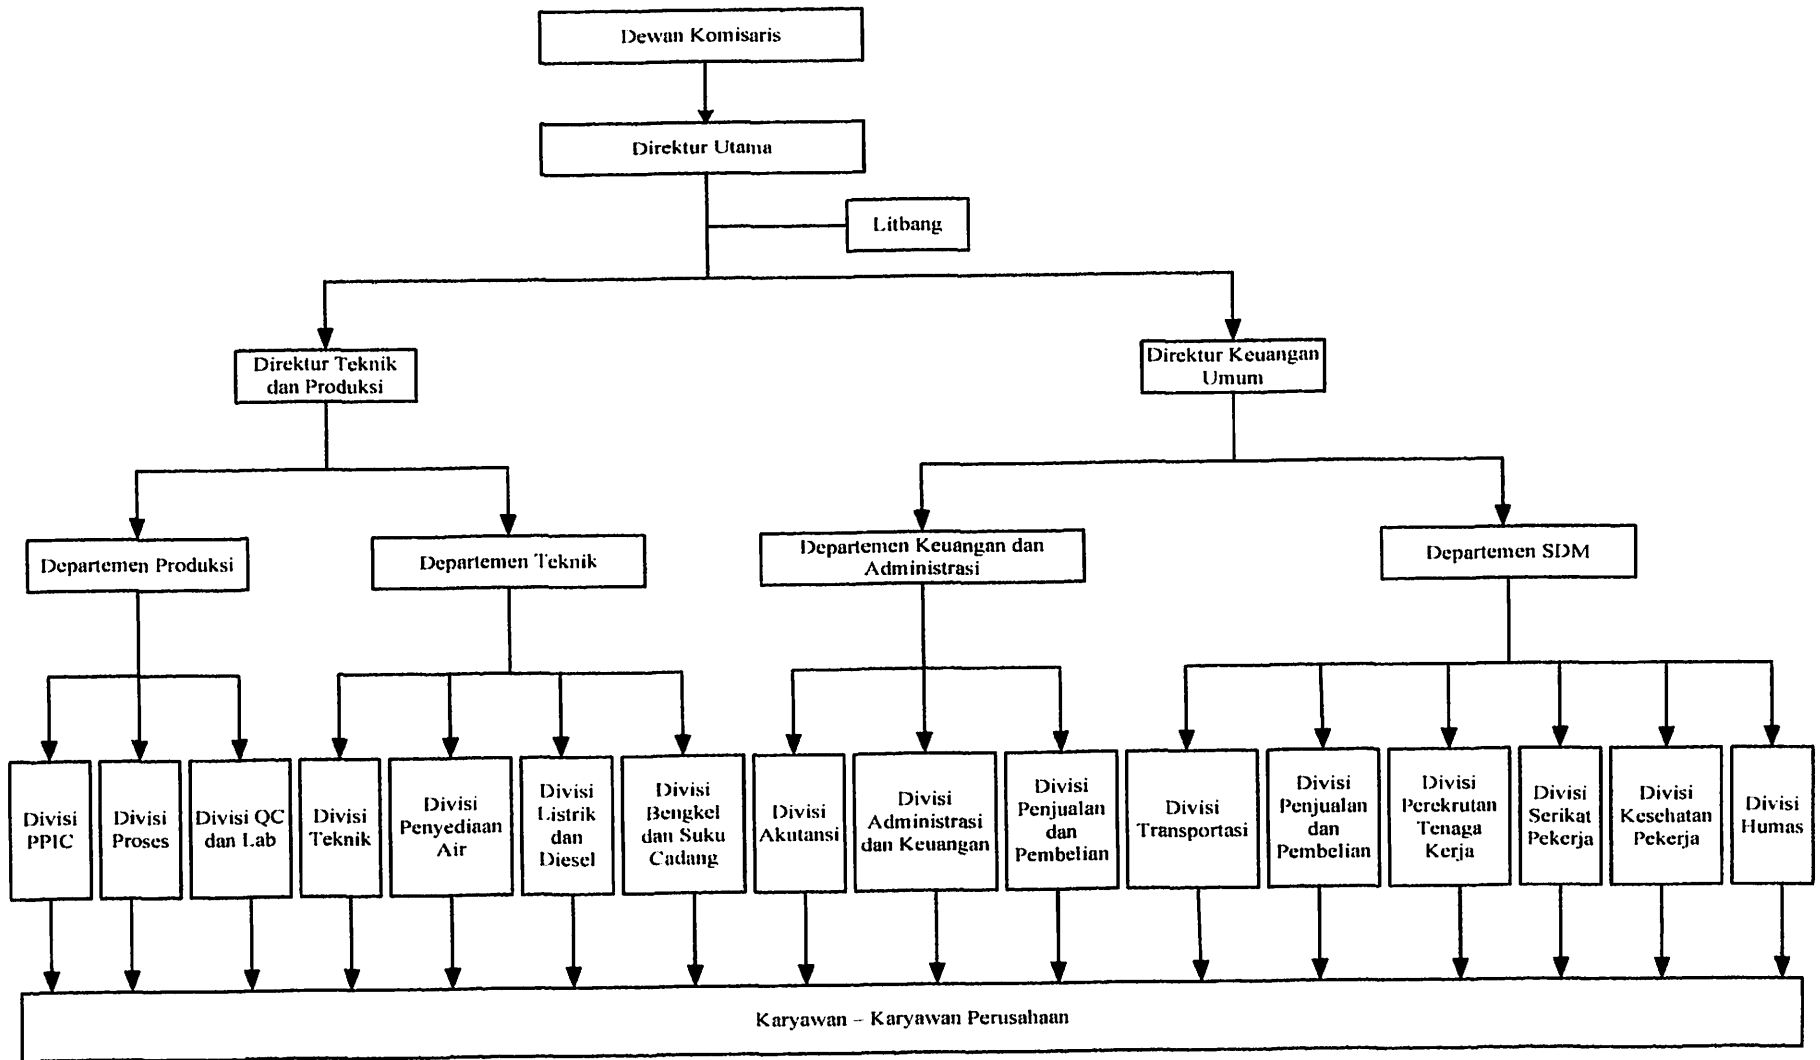 Dewan Komisaris
Direktur Utama
Litbang
Direktur Teknik
dan Produksi
Direktur Keuangan
Umum
Departemen Produksi
Departemen Teknik
Departemen Keuangan dan
Administrasi
Departemen SDM
Divisi
PPIC
Divisi
Proses
Divisi QC
dan Lab
Divisi
Teknik
Divisi
Penyediaan
Air
Divisi
Listrik
dan
Diesel
Divisi
Bengkel
dan Suku
Cadang
Divisi
Akutansi
Divisi
Administrasi
dan Keuangan
Divisi
Penjualan
dan
Pembelian
Divisi
Transportasi
Divisi
Penjualan
dan
Pembelian
Divisi
Perekrutan
Tenaga
Kerja
Divisi
Serikat
Pekerja
Divisi
Kesehatan
Pekerja
Divisi
Humas
Karyawan – Karyawan Perusahaan